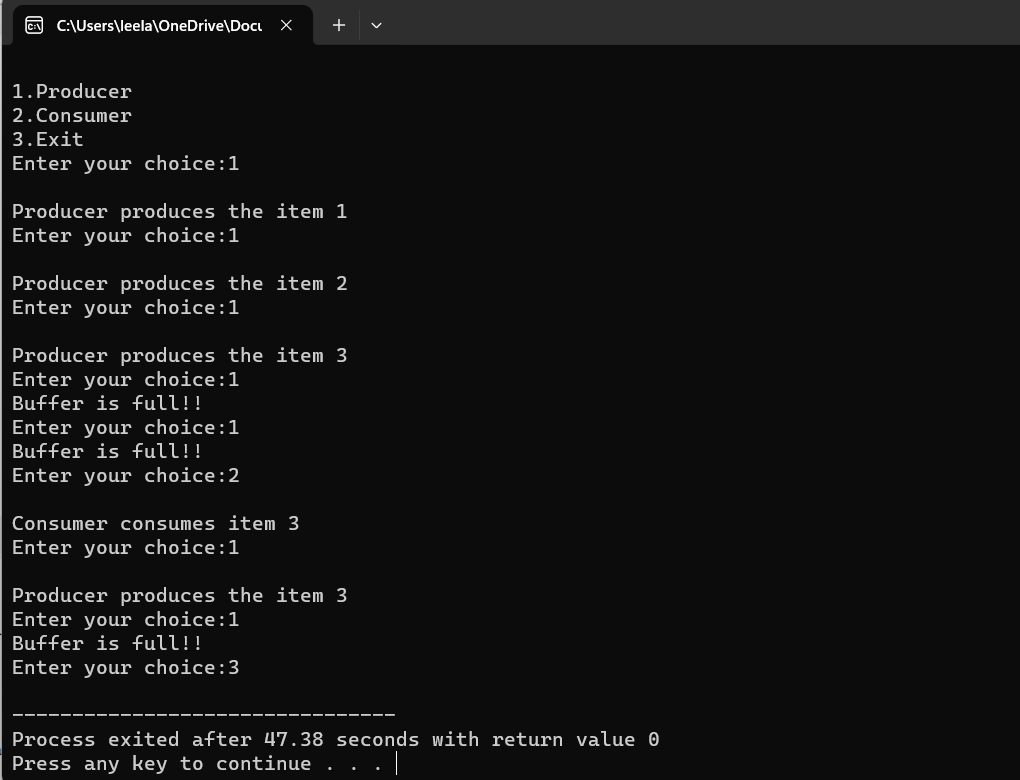 C:\Users\leela\OneDrive\Docu
1.Producer
2.Consumer
3.Exit
Enter your choice:1
Producer produces the item 1
Enter your choice:1
Producer produces the item 2
Enter your choice:1
Producer produces the item 3
Enter your choice:1
Buffer is full!!
Enter your choice:1
Buffer is full!!
Enter your choice:2
Consumer consumes item 3
Enter your choice:1
Producer produces the item 3
Enter your choice:1
Buffer is full!!
Enter your choice:3
--------------------------------
Process exited after 47.38 seconds with return value 0
Press any key to continue . . .